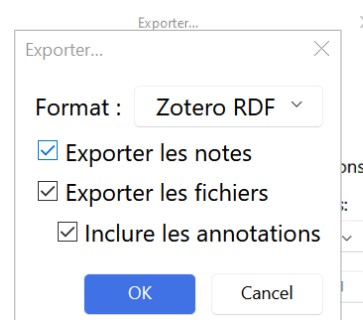 Exporter...
Exporter...
Format : Zotero RDF
Exporter les notes
Exporter les fichiers
Inclure les annotations
OK Cancel